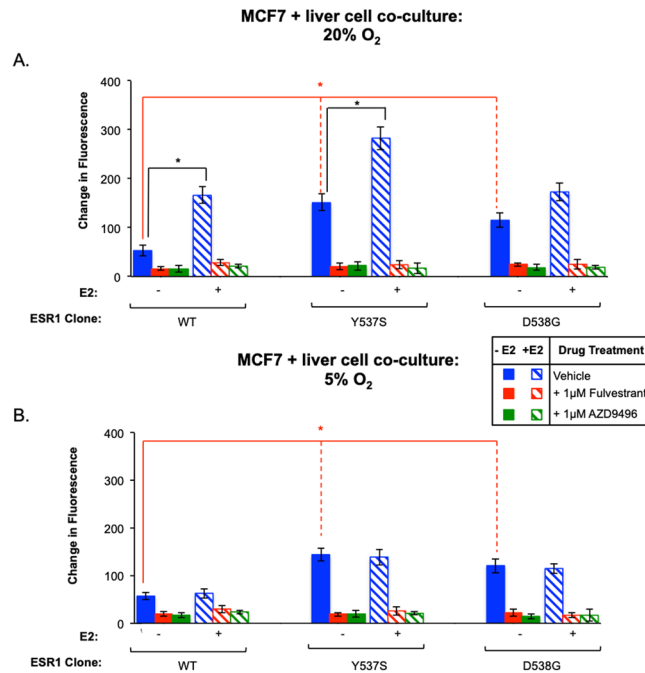 MCF7 + liver cell co-culture:
20% O2
A.
Change in Fluorescence
400
300
200
100
0
*
*
*
E2: - + - + - +
ESR1 Clone: WT Y537S D538G
- E2 +E2 Drug Treatment
Vehicle
+ 1µM Fulvestrant
+ 1µM AZD9496
MCF7 + liver cell co-culture:
5% O2
B.
Change in Fluorescence
400
300
200
100
0
*
E2: - + - + - +
ESR1 Clone: WT Y537S D538G